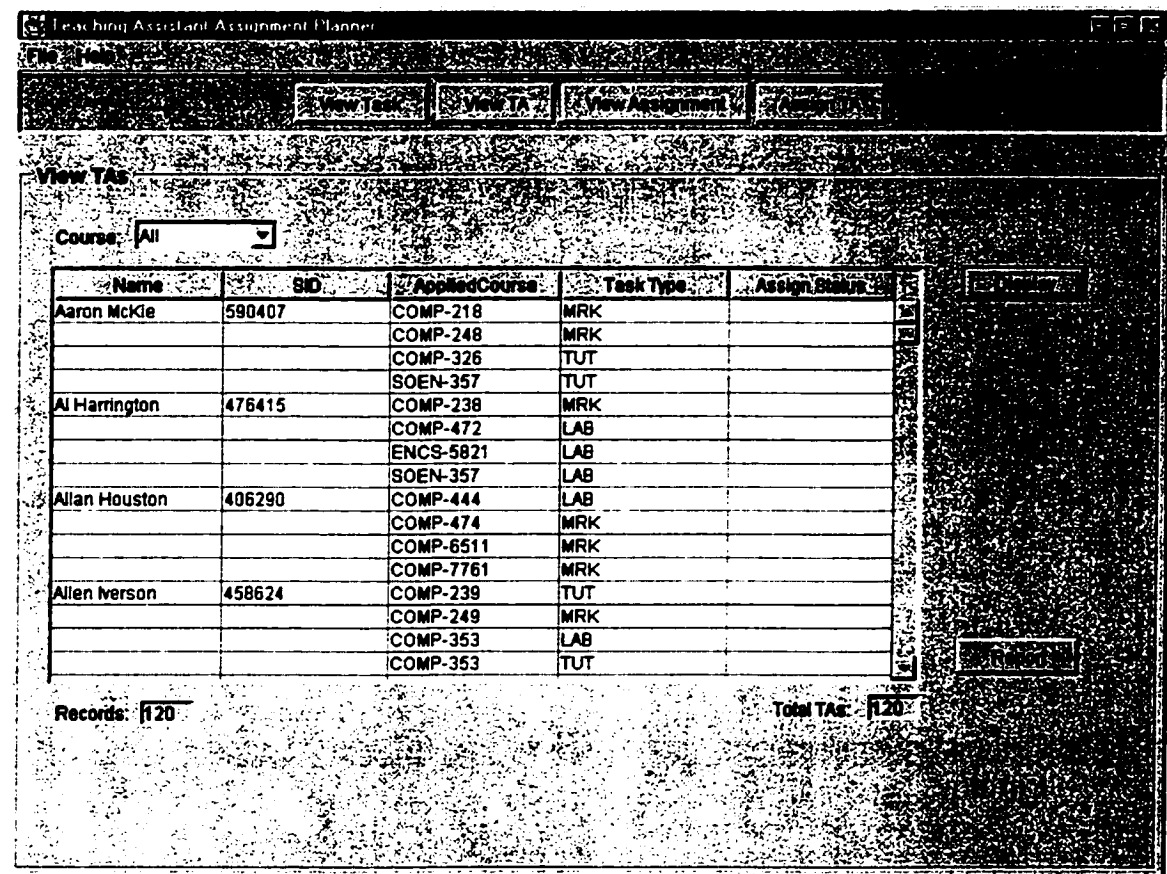 Teaching Assistant Assignment Planner
File Help
View Task View TA View Assignment Assign TA
View TAs
Course: All
Name SID AppliedCourse Task Type Assign Status
Aaron McKie 590407 COMP-218 MRK
COMP-248 MRK
COMP-326 TUT
SOEN-357 TUT
Al Harrington 476415 COMP-238 MRK
COMP-472 LAB
ENCS-5821 LAB
SOEN-357 LAB
Allan Houston 406290 COMP-444 LAB
COMP-474 MRK
COMP-6511 MRK
COMP-7761 MRK
Allen Iverson 458624 COMP-239 TUT
COMP-249 MRK
COMP-353 LAB
COMP-353 TUT
Records: 120 Total TAs: 120